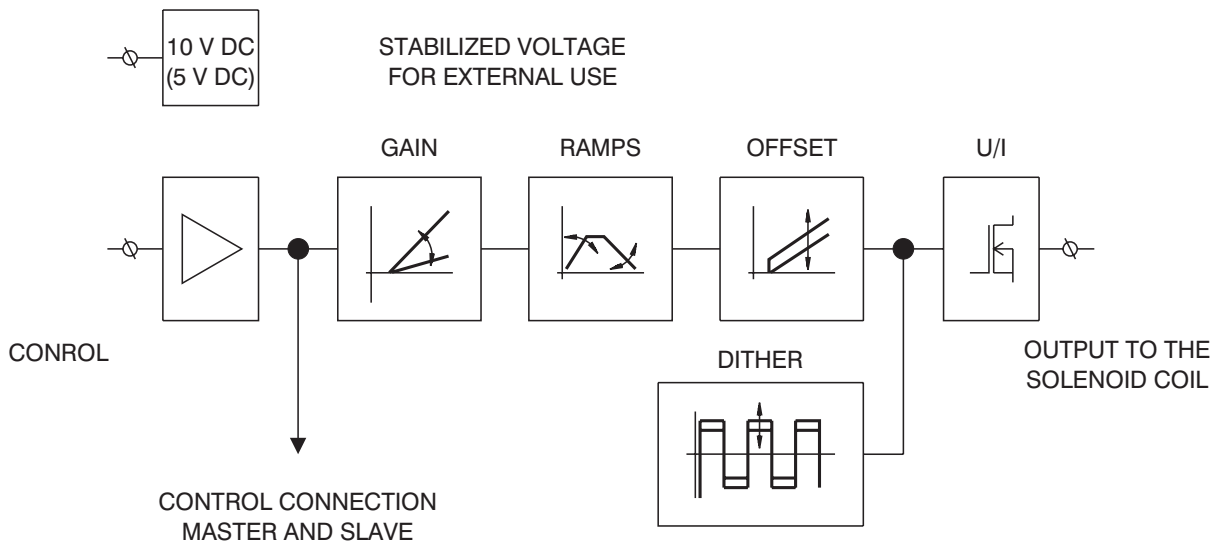 10 V DC
(5 V DC)
STABILIZED VOLTAGE
FOR EXTERNAL USE
GAIN
RAMPS
OFFSET
U/I
CONROL
DITHER
OUTPUT TO THE
SOLENOID COIL
CONTROL CONNECTION
MASTER AND SLAVE